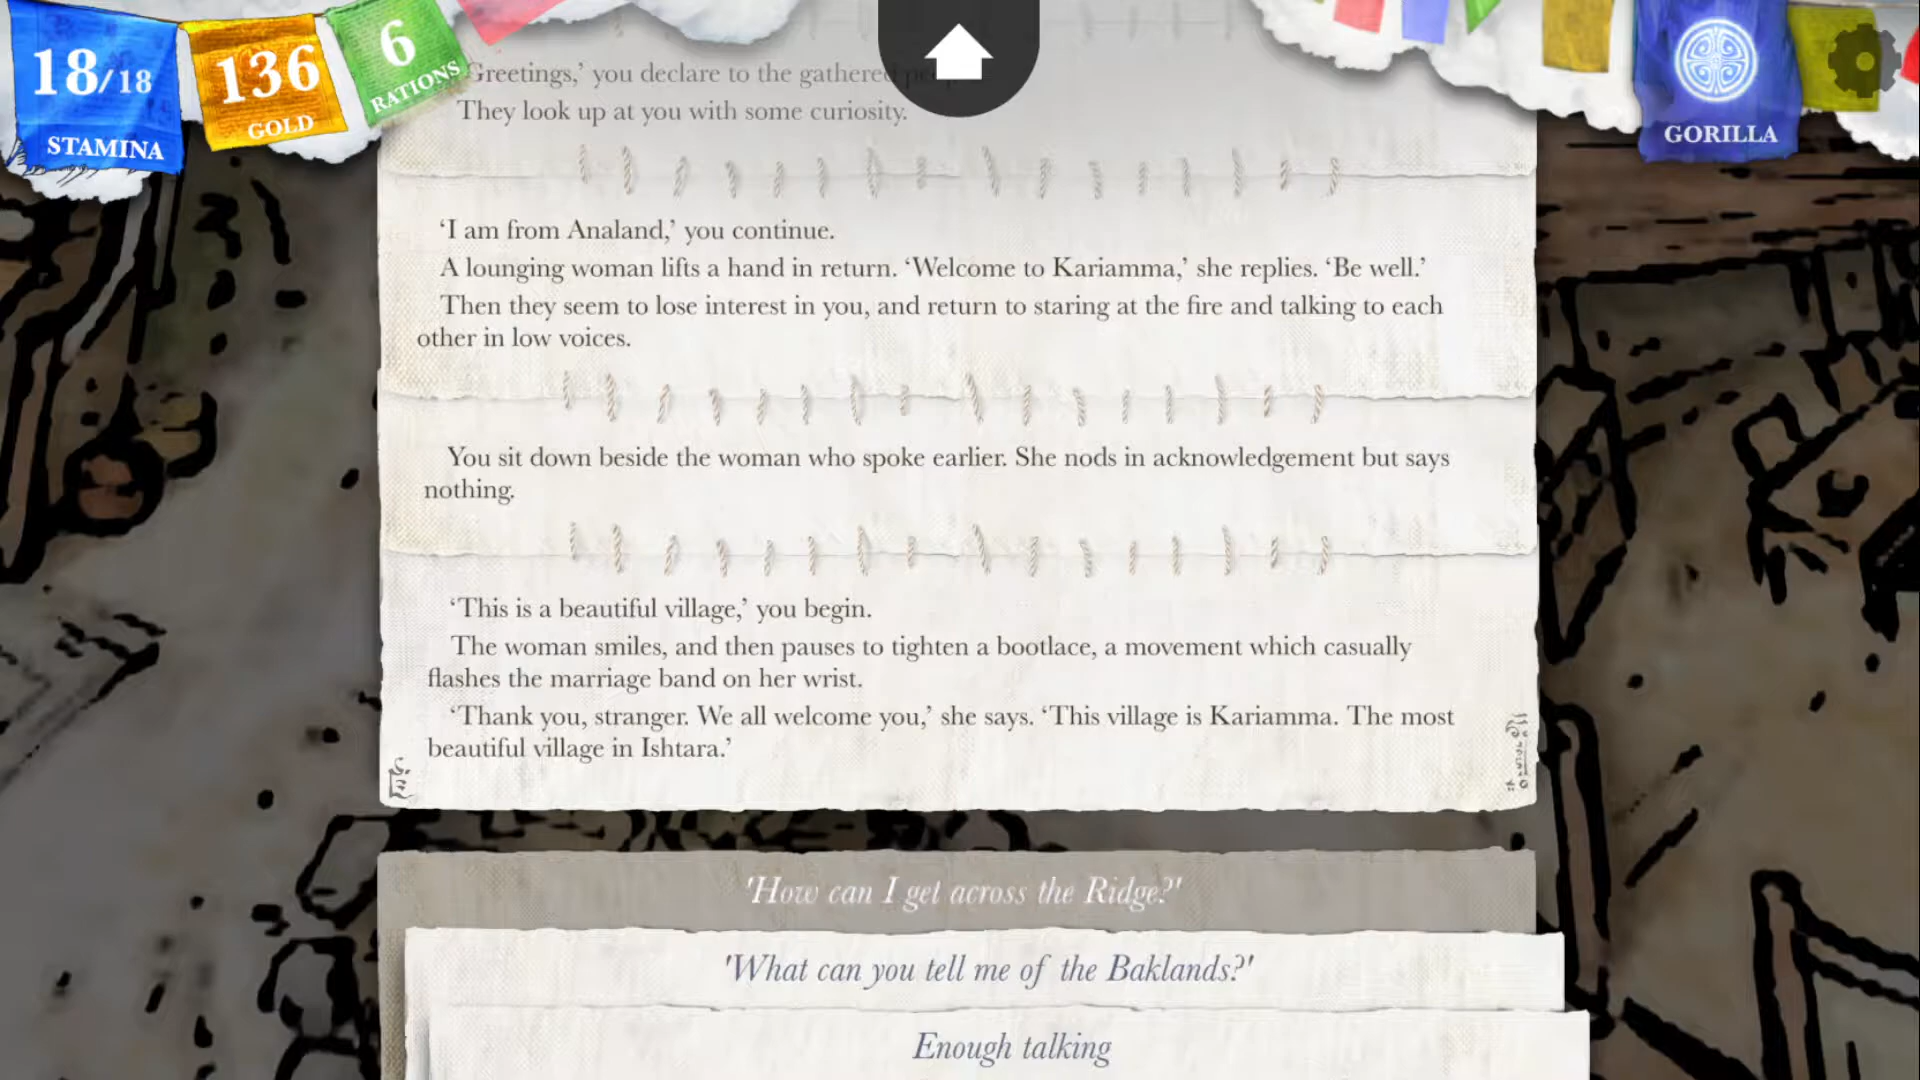 18/18
STAMINA
136
GOLD
6
RATIONS
GORILLA
Greetings,’ you declare to the gathered
They look up at you with some curiosity.
‘I am from Analand,’ you continue.
A lounging woman lifts a hand in return. ‘Welcome to Kariamma,’ she replies. ‘Be well.’
Then they seem to lose interest in you, and return to staring at the fire and talking to each
other in low voices.
You sit down beside the woman who spoke earlier. She nods in acknowledgement but says
nothing.
‘This is a beautiful village,’ you begin.
The woman smiles, and then pauses to tighten a bootlace, a movement which casually
flashes the marriage band on her wrist.
‘Thank you, stranger. We all welcome you,’ she says. ‘This village is Kariamma. The most
beautiful village in Ishtara.’
'How can I get across the Ridge?'
'What can you tell me of the Baklands?'
Enough talking